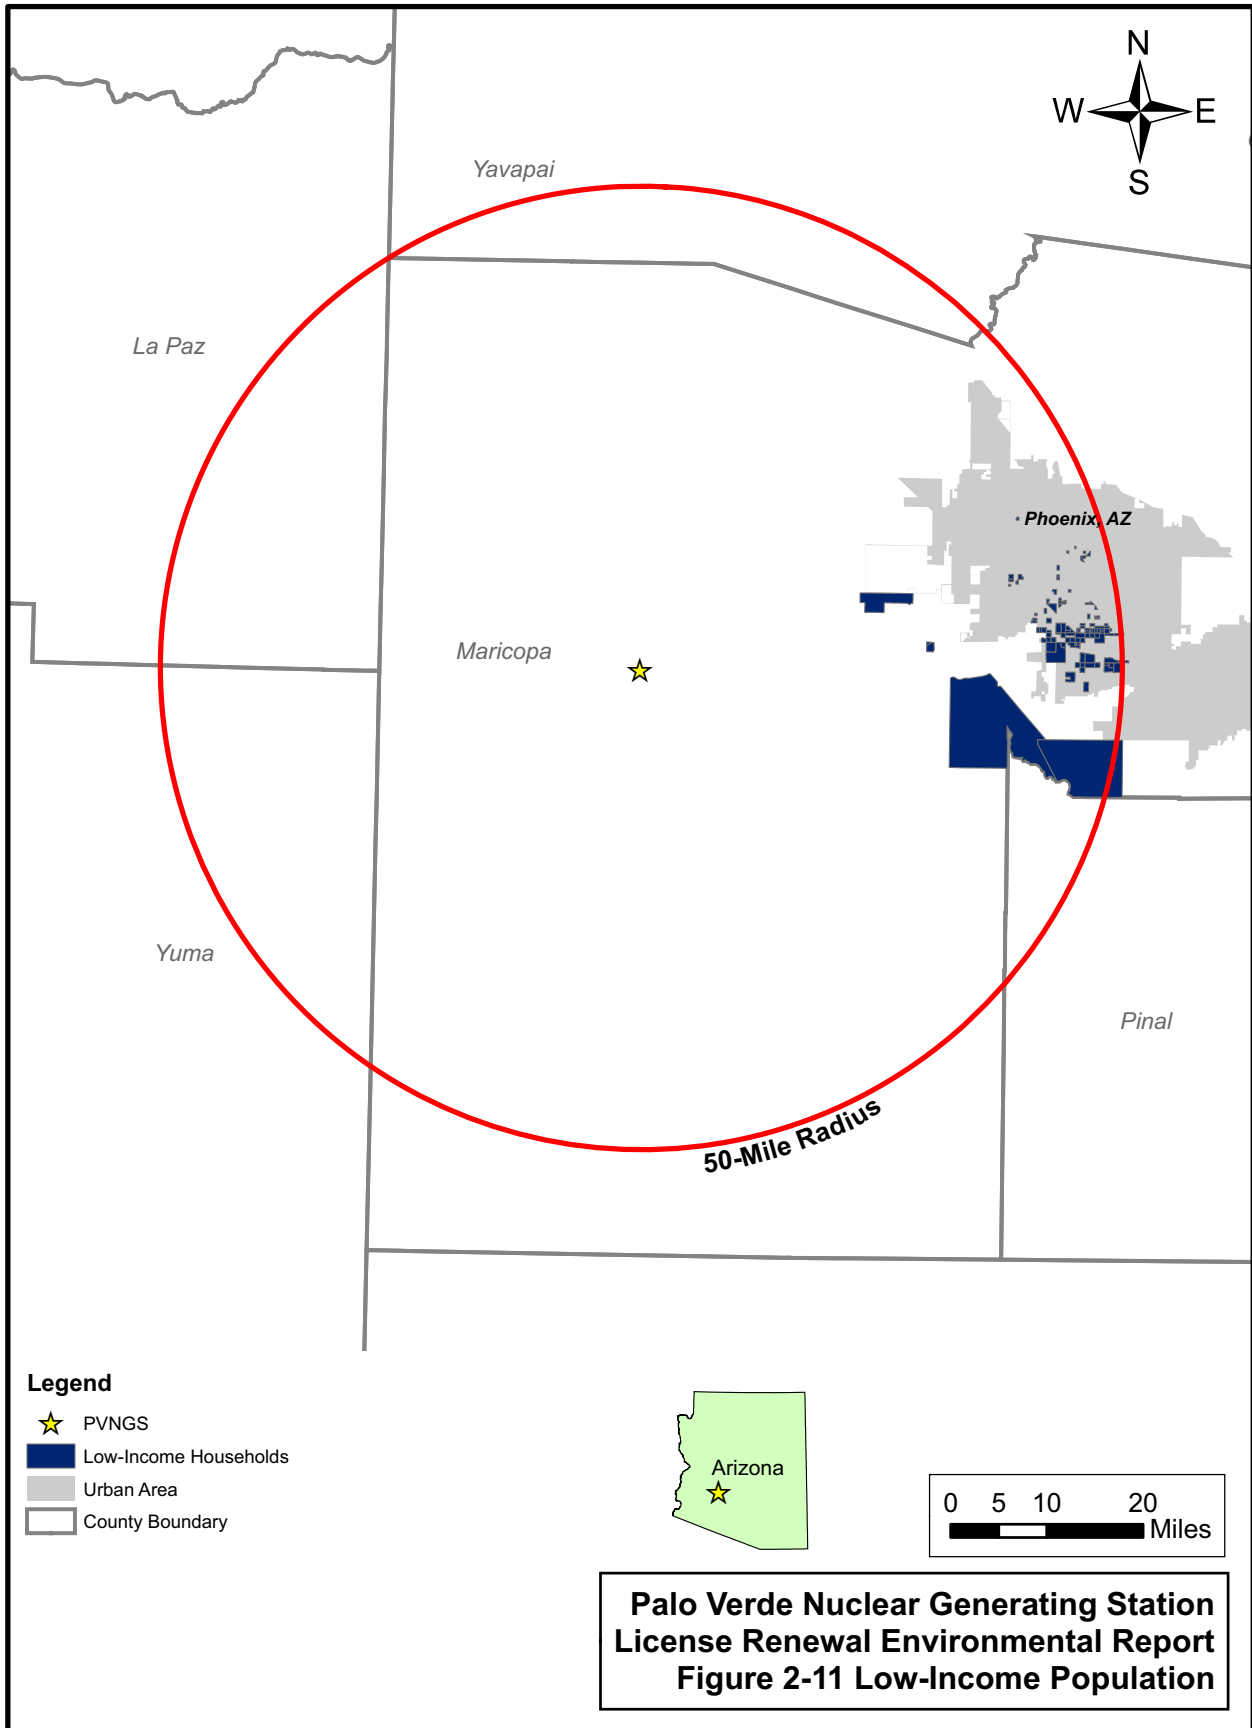 N
W E
S
Yavapai
La Paz
Phoenix, AZ
Maricopa
Yuma
Pinal
50-Mile Radius
Legend
PVNGS
Low-Income Households
Urban Area
County Boundary
Arizona
0 5 10 20
Miles
Palo Verde Nuclear Generating Station
License Renewal Environmental Report
Figure 2-11 Low-Income Population